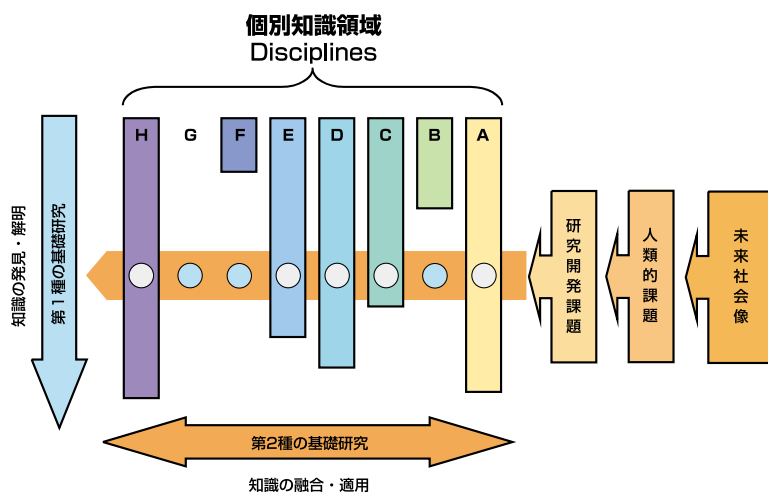 個別知識領域
Disciplines
H G F E D C B A
知識の発見・解明
第1種の基礎研究
研究開発課題
人類的課題
未来社会像
第2種の基礎研究
知識の融合・適用